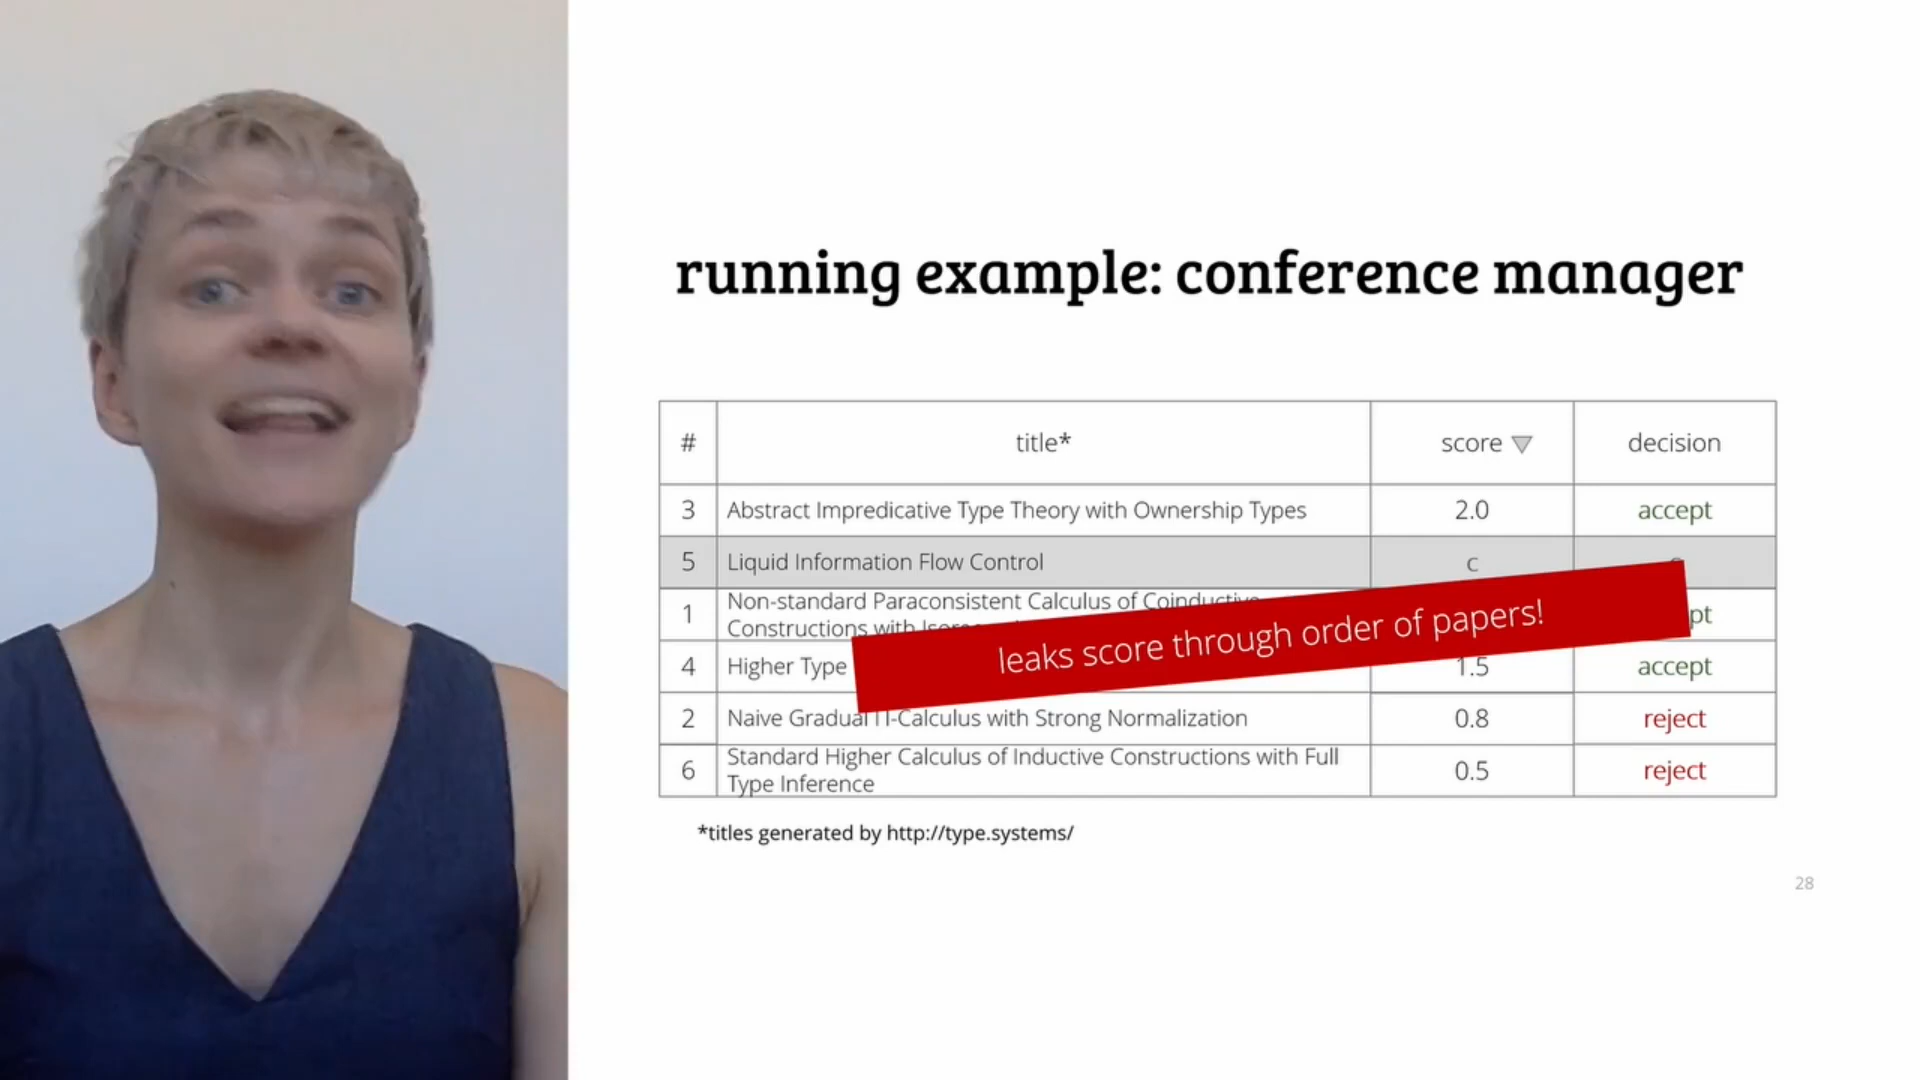 running example: conference manager
# title* score decision
3 Abstract Impredicative Type Theory with Ownership Types 2.0 accept
5 Liquid Information Flow Control c
1 Non-standard Paraconsistent Calculus of Coinductive
Constructions with
leaks score through order of papers!
4 Higher Type 1.5 accept
2 Naive Gradual Π-Calculus with Strong Normalization 0.8 reject
6 Standard Higher Calculus of Inductive Constructions with Full
Type Inference 0.5 reject
*titles generated by http://type.systems/
28